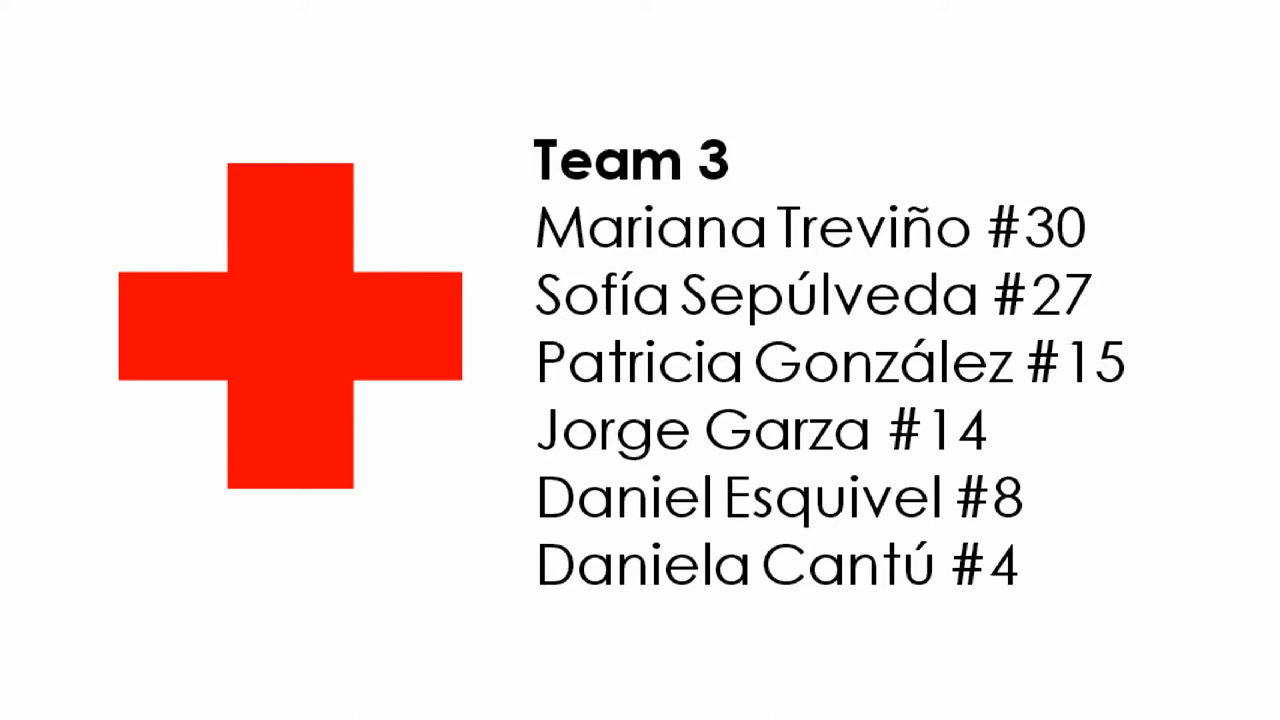 Team 3
Mariana Treviño #30
Sofía Sepúlveda #27
Patricia González #15
Jorge Garza #14
Daniel Esquivel #8
Daniela Cantú #4